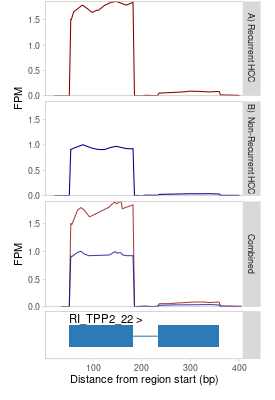 FPM
1.5
1.0
0.5
0.0
A) Recurrent HCC
1.5
1.0
0.5
0.0
B) Non-Recurrent HCC
FPM
1.5
1.0
0.5
0.0
Combined
RI_TPP2_22 >
100 200 300 400
Distance from region start (bp)